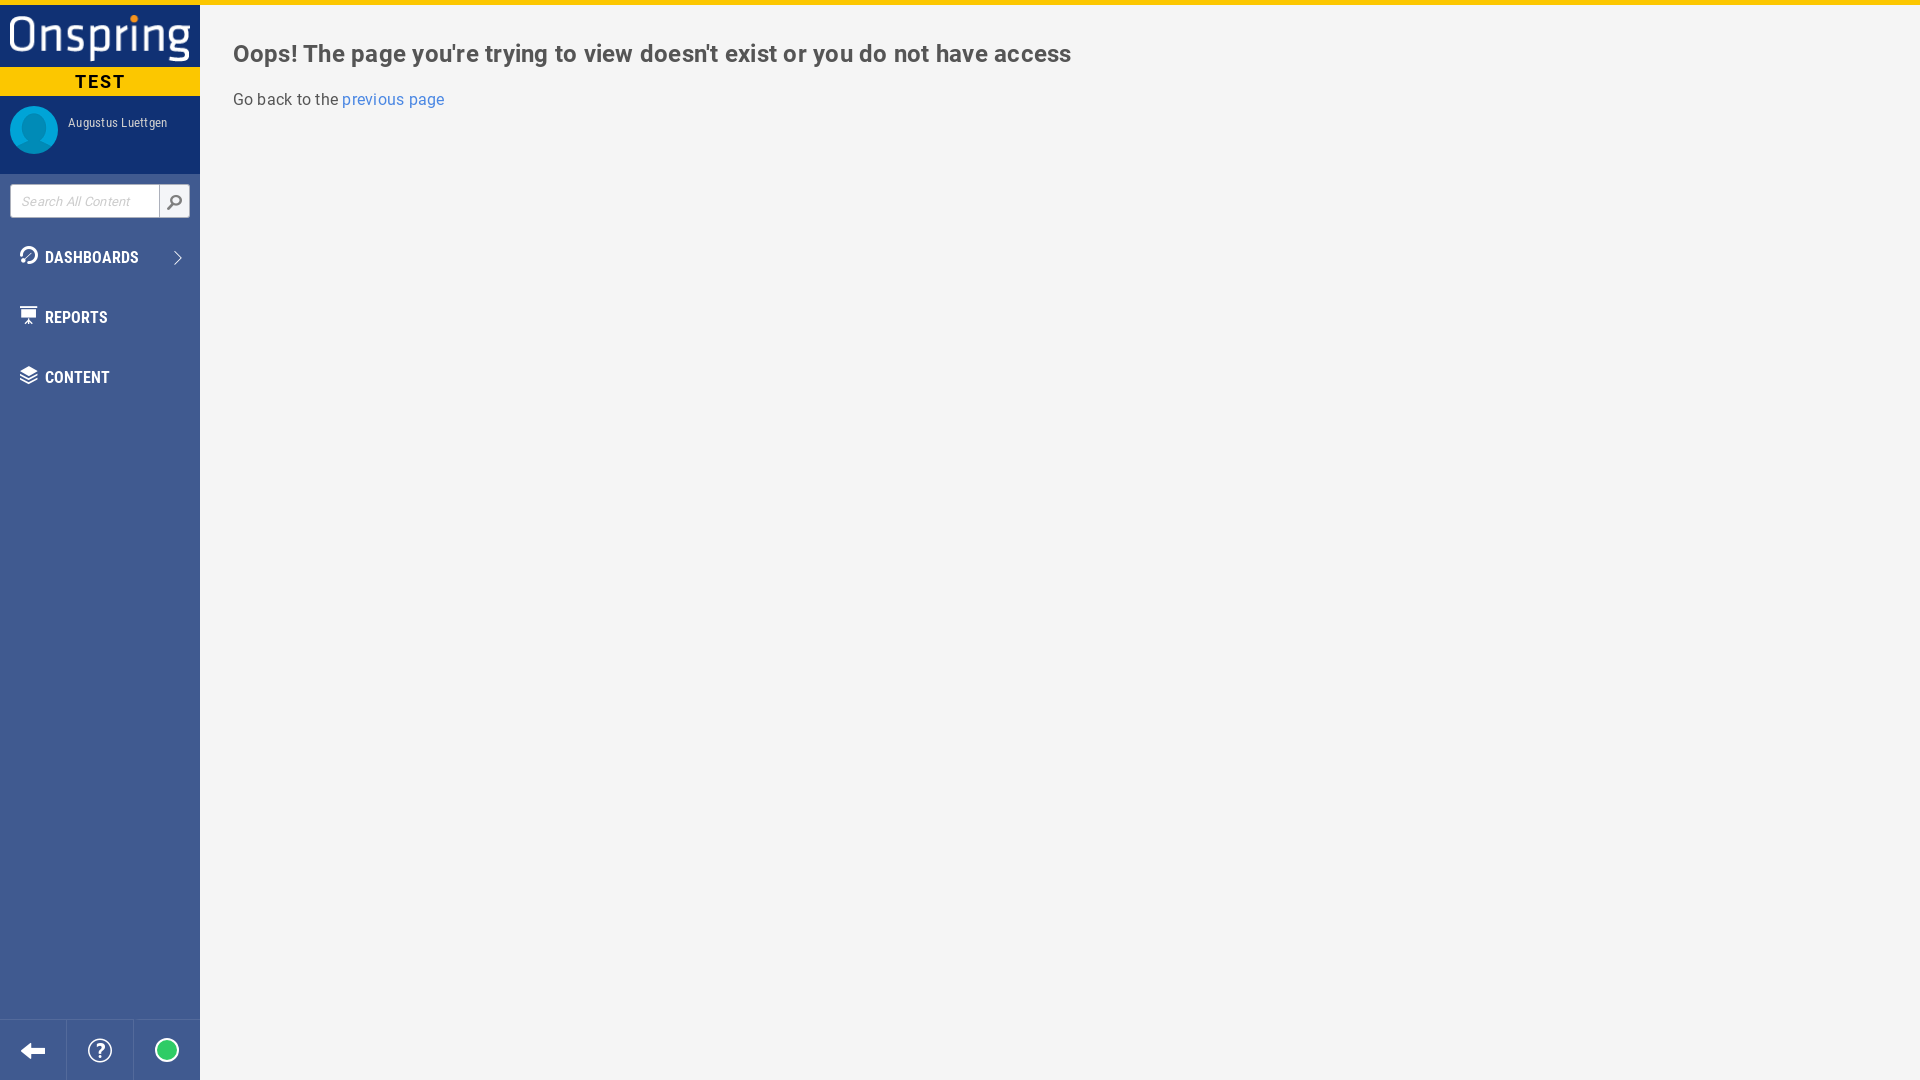 Onspring
TEST
Augustus Luettgen
Search All Content
DASHBOARDS
REPORTS
CONTENT
Oops! The page you're trying to view doesn't exist or you do not have access
Go back to the previous page